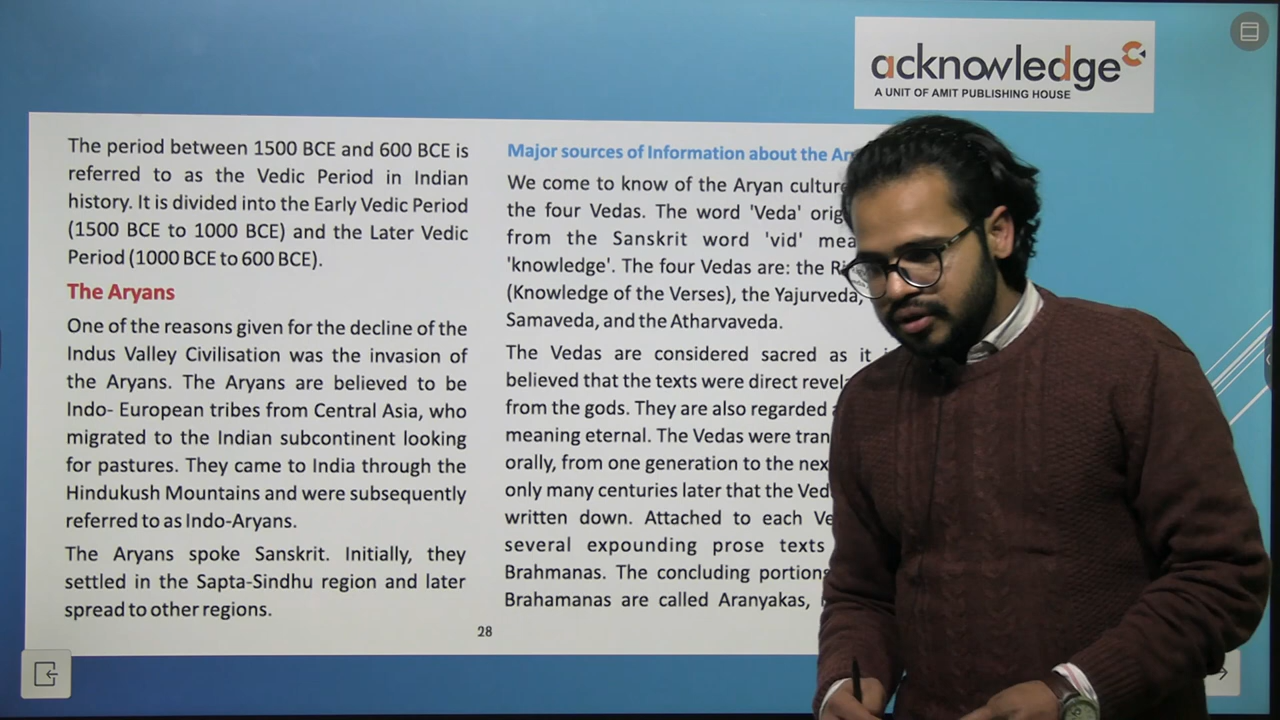 acknowledge
A UNIT OF AMIT PUBLISHING HOUSE
The period between 1500 BCE and 600 BCE is
referred to as the Vedic Period in Indian
history. It is divided into the Early Vedic Period
(1500 BCE to 1000 BCE) and the Later Vedic
Period (1000 BCE to 600 BCE).
The Aryans
One of the reasons given for the decline of the
Indus Valley Civilisation was the invasion of
the Aryans. The Aryans are believed to be
Indo- European tribes from Central Asia, who
migrated to the Indian subcontinent looking
for pastures. They came to India through the
Hindukush Mountains and were subsequently
referred to as Indo-Aryans.
The Aryans spoke Sanskrit. Initially, they
settled in the Sapta-Sindhu region and later
spread to other regions.
Major sources of Information about the
We come to know of the Aryan culture
the four Vedas. The word 'Veda'
from the Sanskrit word 'vid'
'knowledge'. The four Vedas are: the
(Knowledge of the Verses), the Yajurveda,
Samaveda, and the Atharvaveda.
The Vedas are considered sacred as it
believed that the texts were direct
from the gods. They are also regarded
meaning eternal. The Vedas were
orally, from one generation to the
only many centuries later that the
written down. Attached to each
several expounding prose texts
Brahmanas. The concluding portions
Brahamanas are called Aranyakas,
28